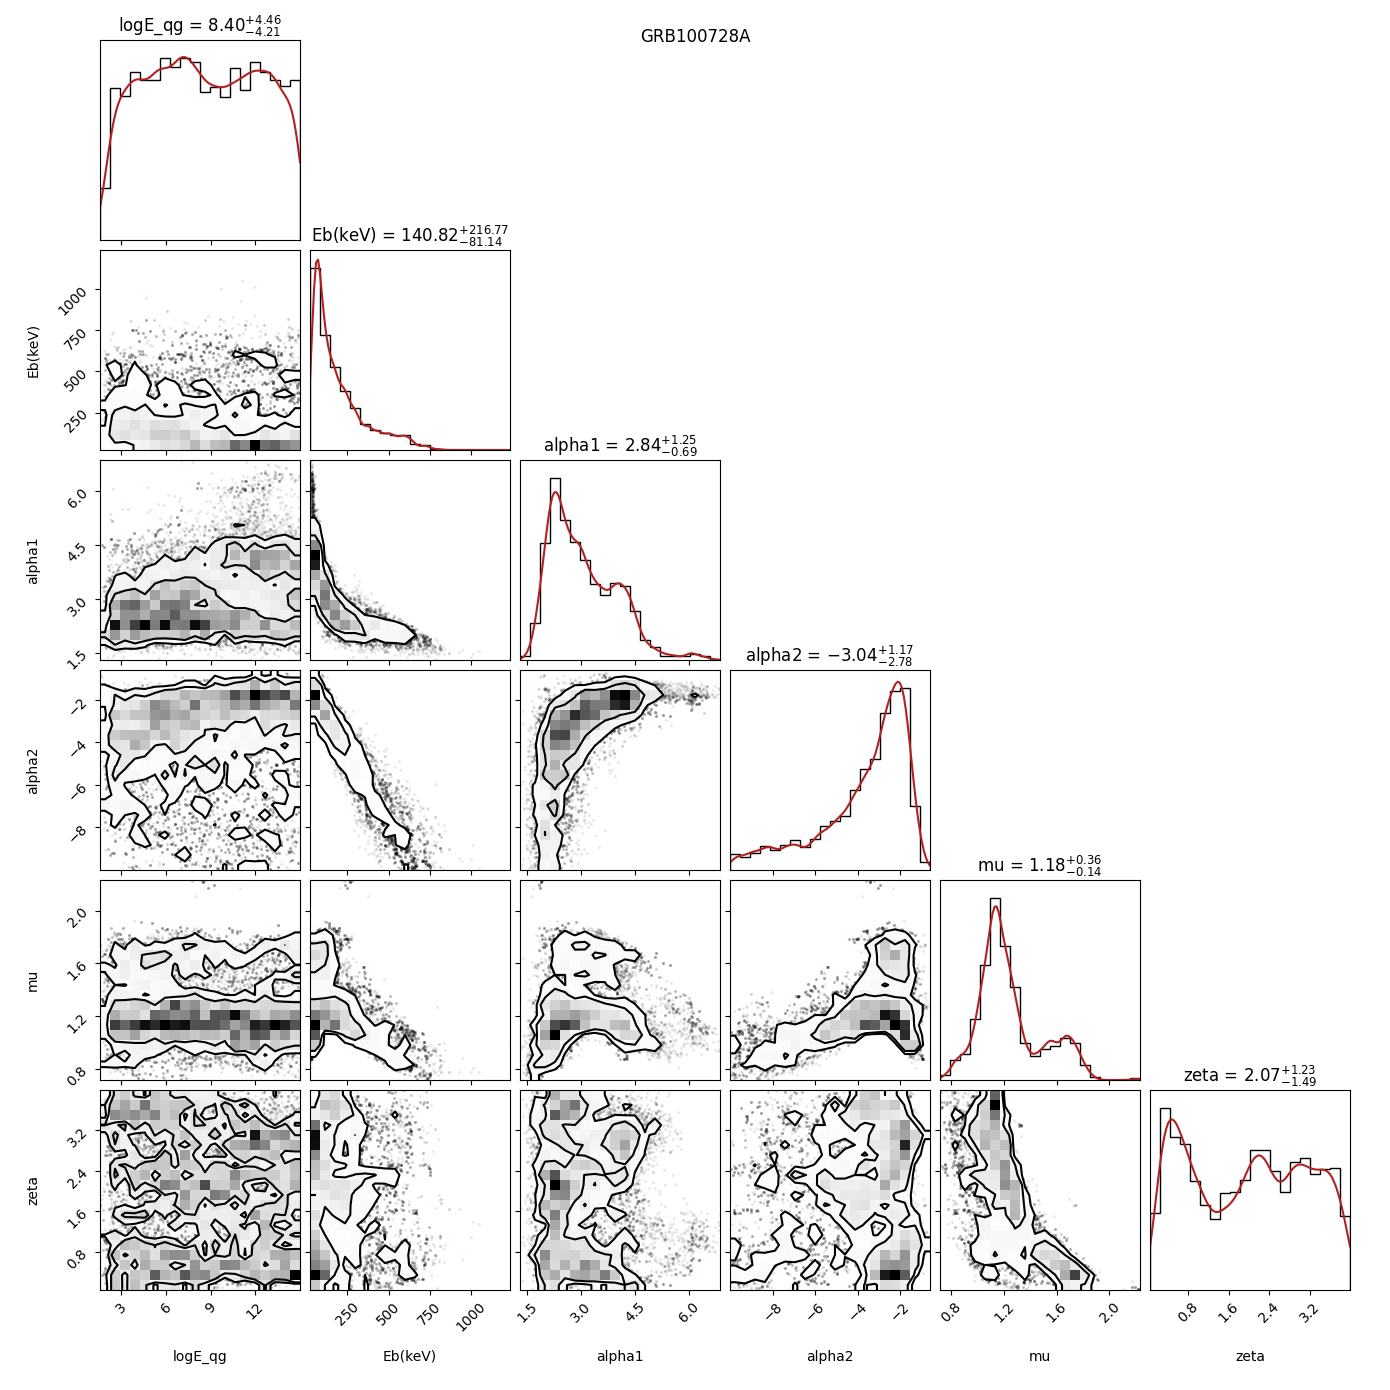 GRB100728A
logE_qg = 8.40+4.46−4.21
Eb(keV) = 140.82+216.77−81.14
1000
750
500
250
Eb(keV)
alpha1 = 2.84+1.25−0.69
6.0
4.5
3.0
1.5
alpha1
alpha2 = −3.04+1.17−2.78
−2
−4
−6
−8
alpha2
mu = 1.18+0.36−0.14
2.0
1.6
1.2
0.8
mu
zeta = 2.07+1.23−1.49
3.2
2.4
1.6
0.8
zeta
3 6 9 12
250 500 750 1000
1.5 3.0 4.5 6.0
−8 −6 −4 −2
0.8 1.2 1.6 2.0
0.8 1.6 2.4 3.2
logE_qg Eb(keV) alpha1 alpha2 mu zeta